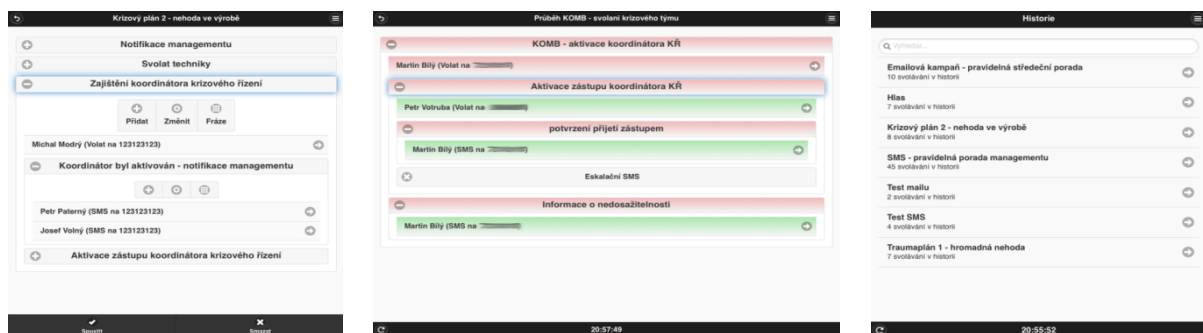 Krizový plán 2 - nehoda ve výrobě
Notifikace managementu
Svolat techniky
Zajištění koordinátora krizového řízení
Přidat Změnit Fráze
Michal Modrý (Volat na 123123123)
Koordinátor byl aktivován - notifikace managementu
Petr Paterný (SMS na 123123123)
Josef Volný (SMS na 123123123)
Aktivace zástupu koordinátora krizového řízení
Spustit Smazat
Průběh KOMB - svolaní krizového týmu
KOMB - aktivace koordinátora KŘ
Martin Bílý (Volat na
Aktivace zástupu koordinátora KŘ
Petr Votruba (Volat na
potvrzení přijetí zástupem
Martin Bílý (SMS na
Eskalační SMS
Informace o nedosažitelnosti
Martin Bílý (SMS na
20:57:49
Historie
Vyhledat...
Emailová kampaň - pravidelná středeční porada
10 svolávání v historii
Hlas
7 svolávání v historii
Krizový plán 2 - nehoda ve výrobě
8 svolávání v historii
SMS - pravidelná porada managementu
45 svolávání v historii
Test mailu
2 svolávání v historii
Test SMS
4 svolávání v historii
Traumaplán 1 - hromadná nehoda
7 svolávání v historii
20:55:52